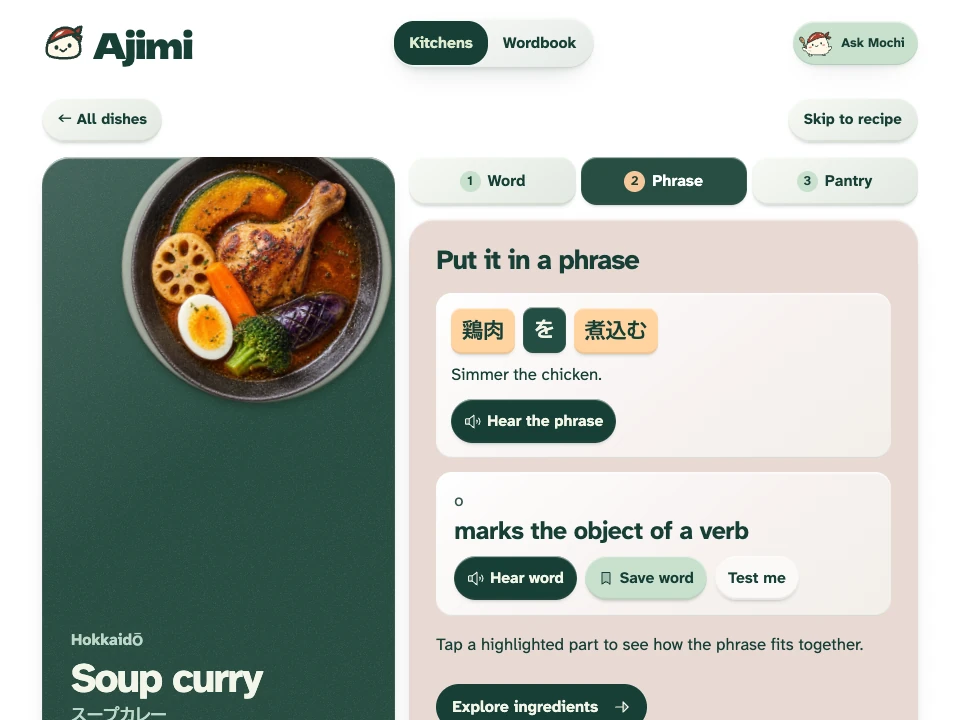 Ajimi
Kitchens
Wordbook
Ask Mochi
← All dishes
Skip to recipe
Hokkaidō
Soup curry
スープカレー
1 Word
2 Phrase
3 Pantry
Put it in a phrase
鶏肉 を 煮込む
Simmer the chicken.
Hear the phrase
o
marks the object of a verb
Hear word
Save word
Test me
Tap a highlighted part to see how the phrase fits together.
Explore ingredients →